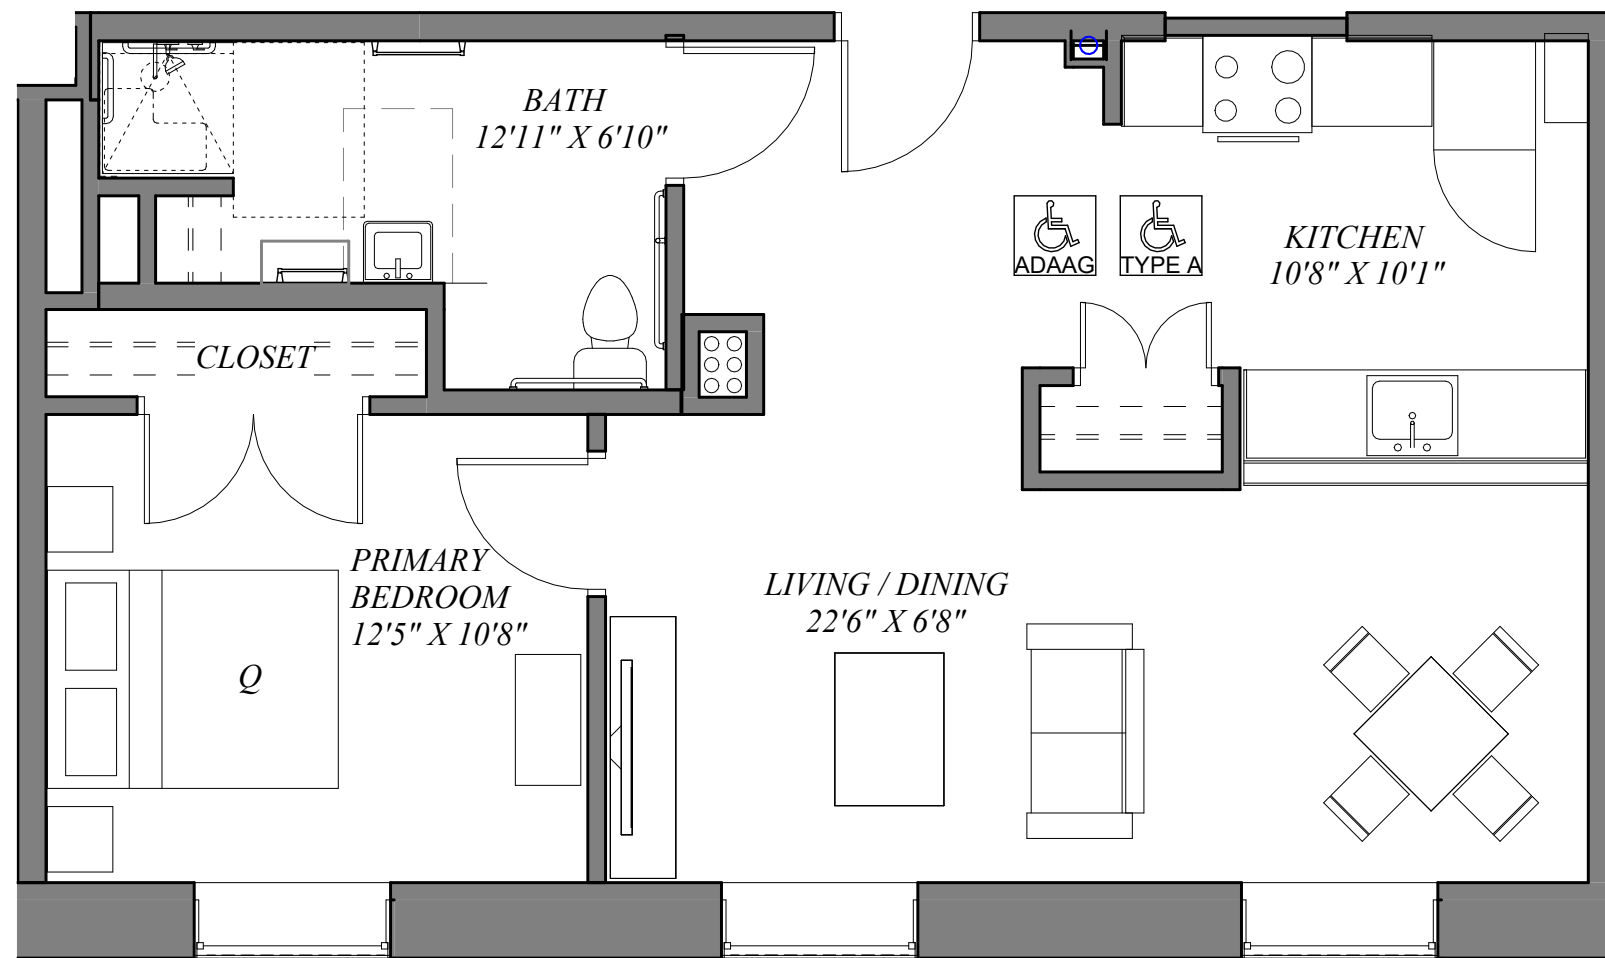 BATH
12'11" X 6'10"
ADAAG
TYPE A
KITCHEN
10'8" X 10'1"
CLOSET
PRIMARY
BEDROOM
12'5" X 10'8"
LIVING / DINING
22'6" X 6'8"
Q